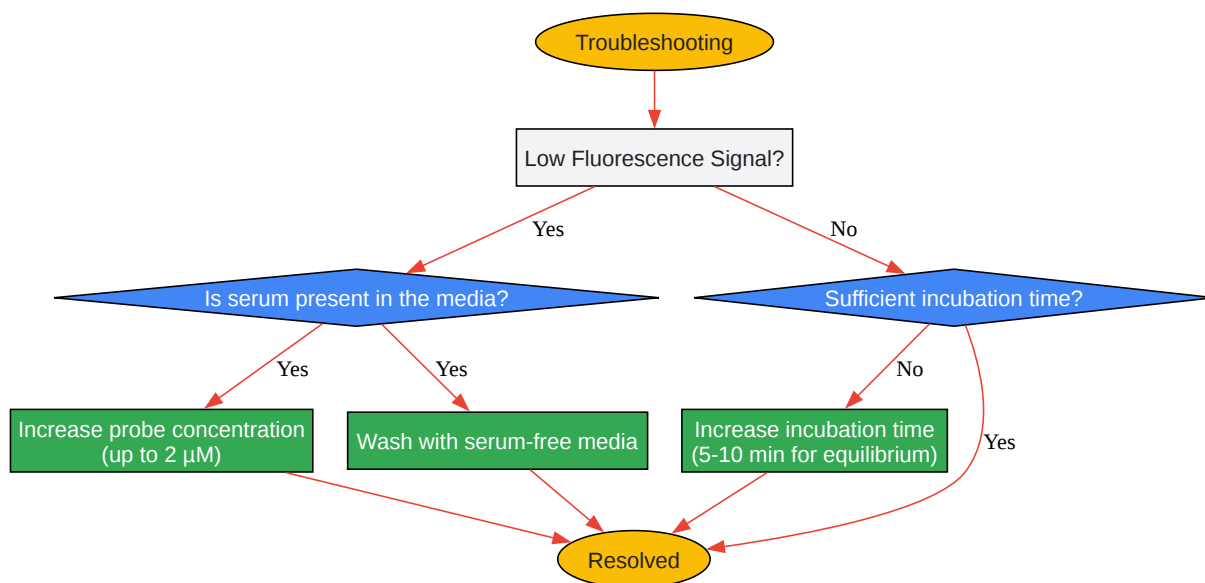 Troubleshooting
Low Fluorescence Signal?
Yes
No
Is serum present in the media?
Sufficient incubation time?
Yes
Yes
No
Increase probe concentration
(up to 2 µM)
Wash with serum-free media
Increase incubation time
(5-10 min for equilibrium)
Yes
Resolved